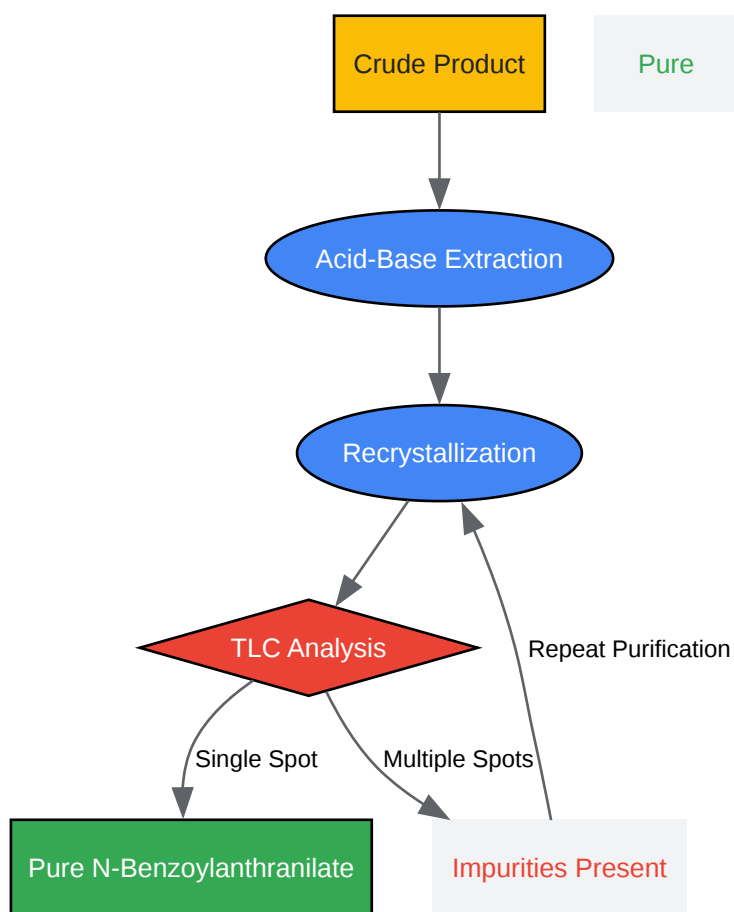 Crude Product
Pure
Acid-Base Extraction
Recrystallization
TLC Analysis
Repeat Purification
Single Spot
Multiple Spots
Pure N-Benzoylanthranilate
Impurities Present